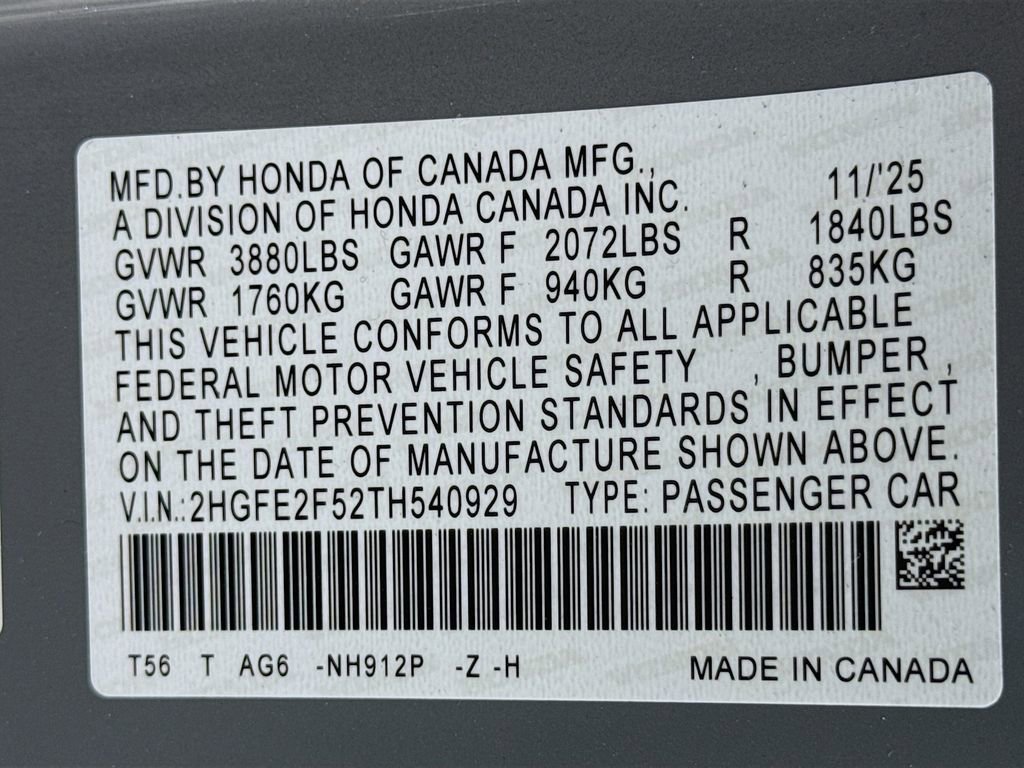 MFD.BY HONDA OF CANADA MFG.,
A DIVISION OF HONDA CANADA INC. 11/'25
GVWR 3880LBS GAWR F 2072LBS R 1840LBS
GVWR 1760KG GAWR F 940KG R 835KG
THIS VEHICLE CONFORMS TO ALL APPLICABLE
FEDERAL MOTOR VEHICLE SAFETY , BUMPER ,
AND THEFT PREVENTION STANDARDS IN EFFECT
ON THE DATE OF MANUFACTURE SHOWN ABOVE.
V.I.N.:2HGFE2F52TH540929 TYPE: PASSENGER CAR
T56 T AG6 -NH912P -Z -H MADE IN CANADA